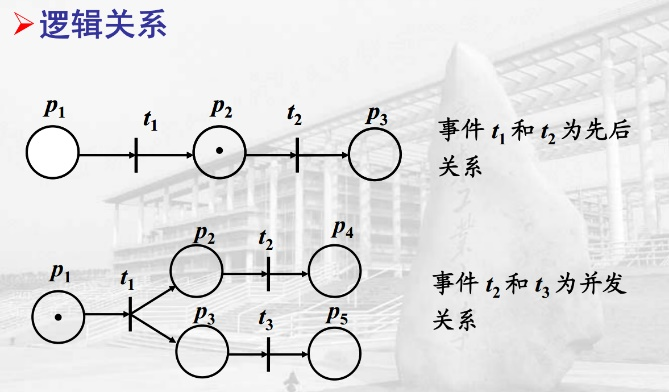 逻辑关系
p1 t1 p2 t2 p3
事件 t1 和 t2 为先后
关系
p1 t1 p2 t2 p4
p3 t3 p5
事件 t2 和 t3 为并发
关系